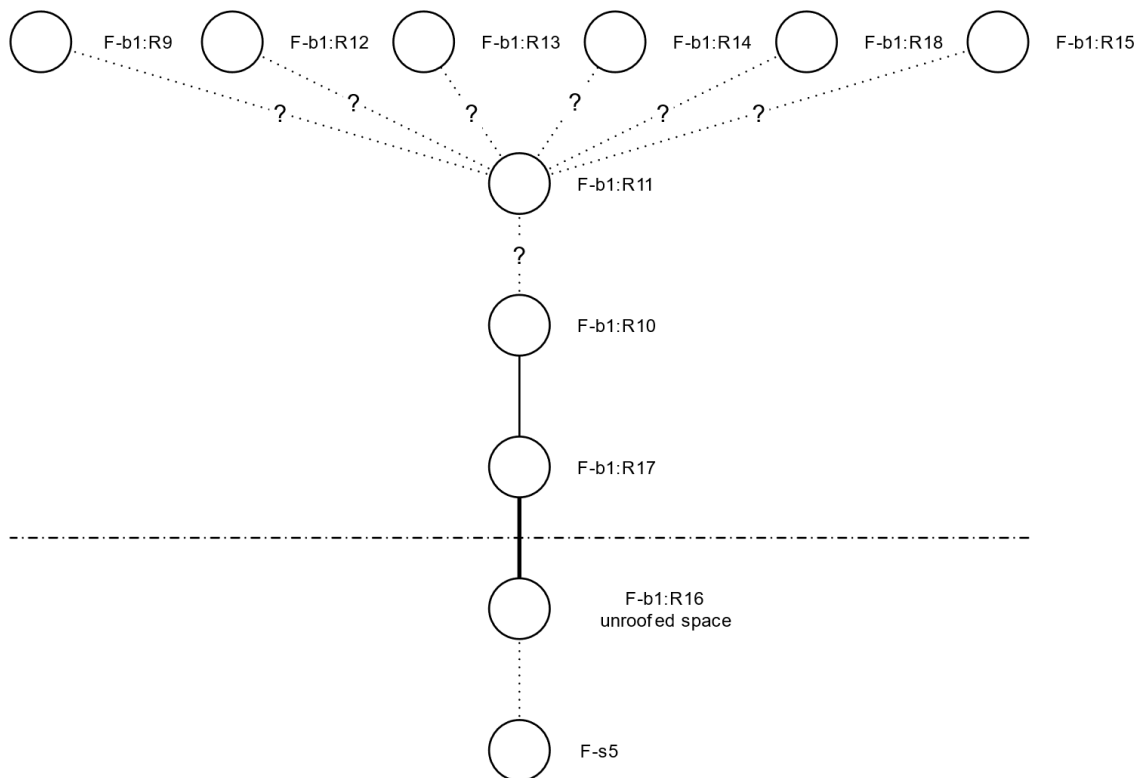 F-b1:R9
F-b1:R12
F-b1:R13
F-b1:R14
F-b1:R18
F-b1:R15
?
?
?
?
?
?
F-b1:R11
?
F-b1:R10
F-b1:R17
F-b1:R16
unroofed space
F-s5